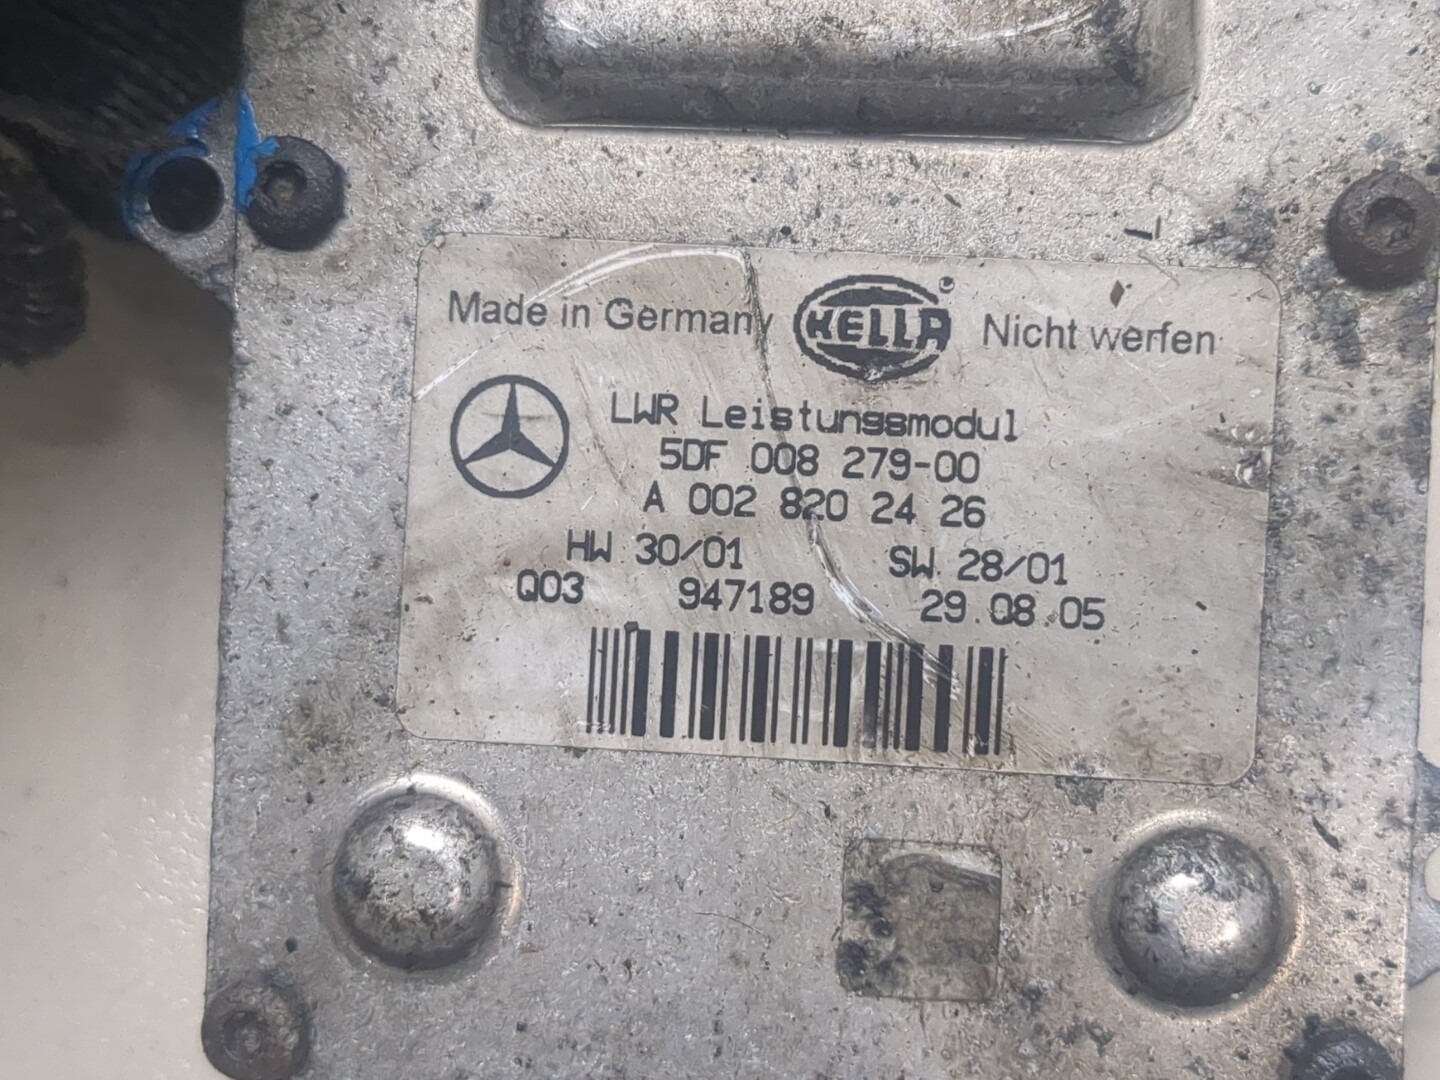 Made in Germany HELLA Nicht werfen
LWR Leistungsmodul
5DF 008 279-00
A 002 820 24 26
HW 30/01 SW 28/01
Q03 947189 29.08.05